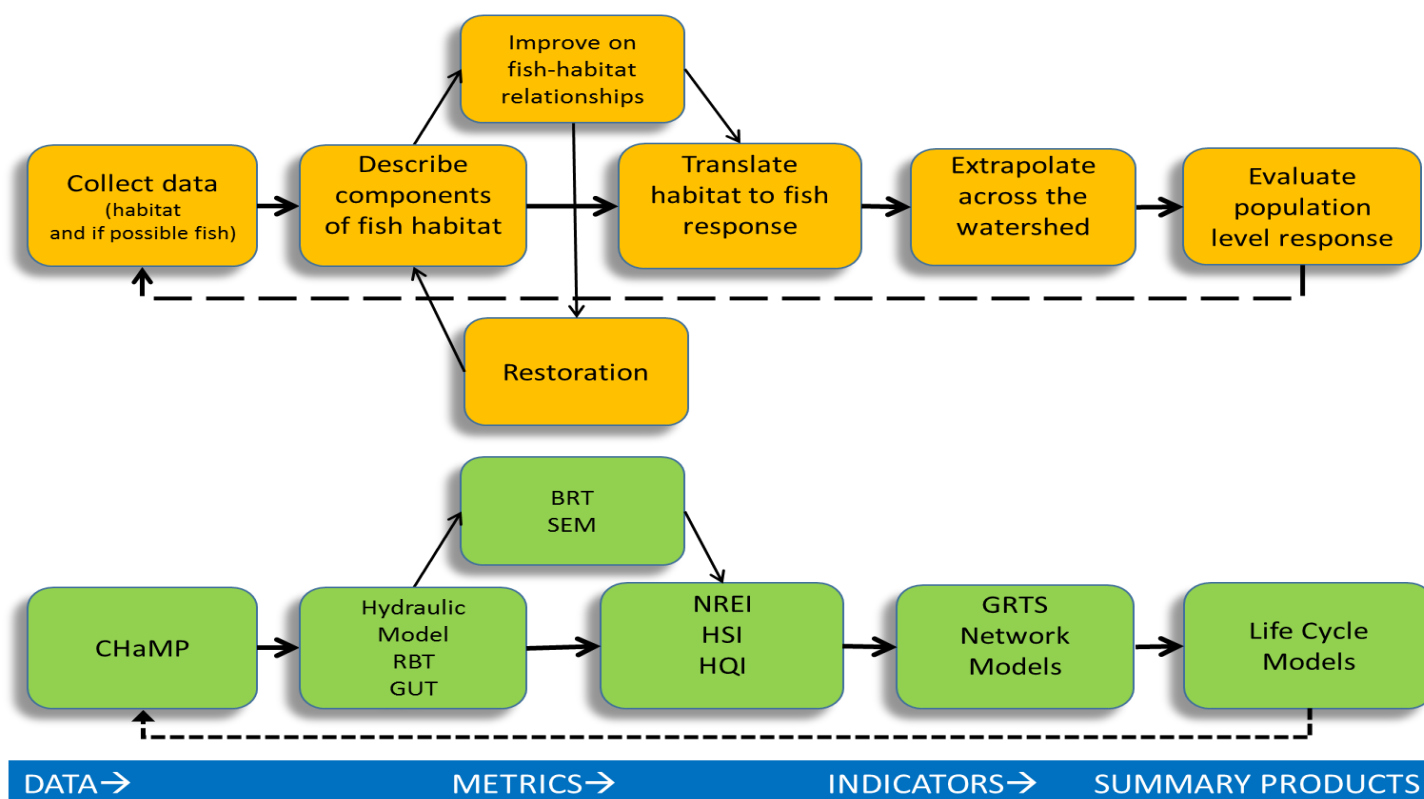 Improve on
fish-habitat
relationships
Collect data
(habitat
and if possible fish)
Describe
components
of fish habitat
Translate
habitat to fish
response
Extrapolate
across the
watershed
Evaluate
population
level response
Restoration
BRT
SEM
CHaMP
Hydraulic
Model
RBT
GUT
NREI
HSI
HQI
GRTS
Network
Models
Life Cycle
Models
DATA→ METRICS→ INDICATORS→ SUMMARY PRODUCTS